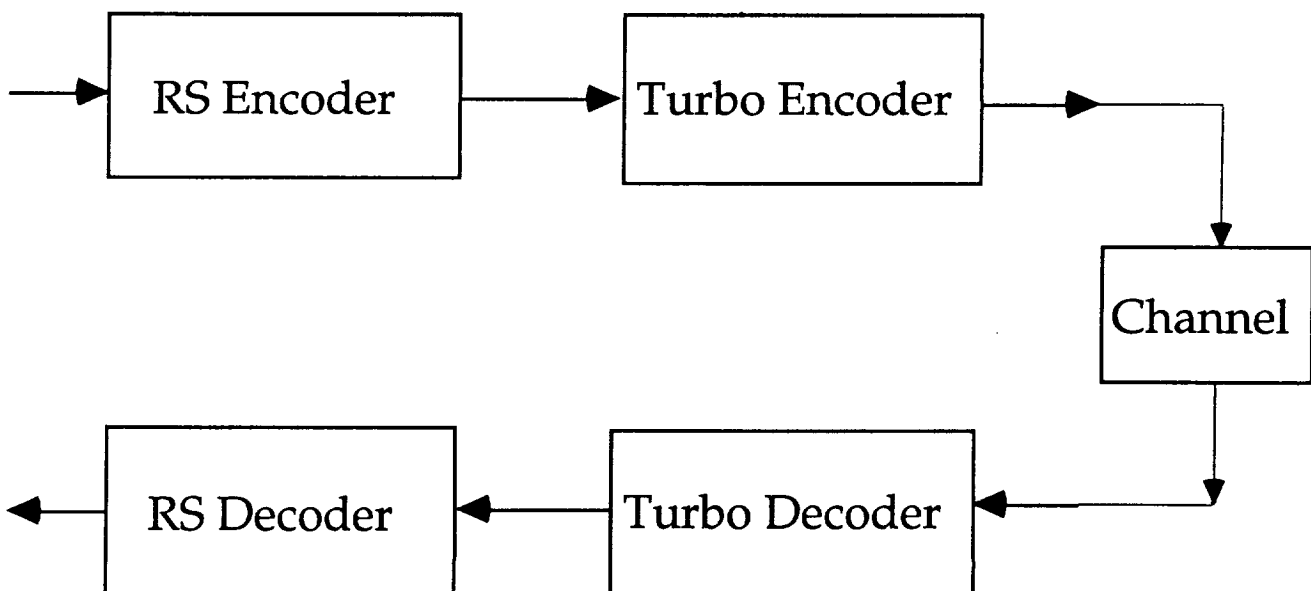 RS Encoder
Turbo Encoder
Channel
RS Decoder
Turbo Decoder